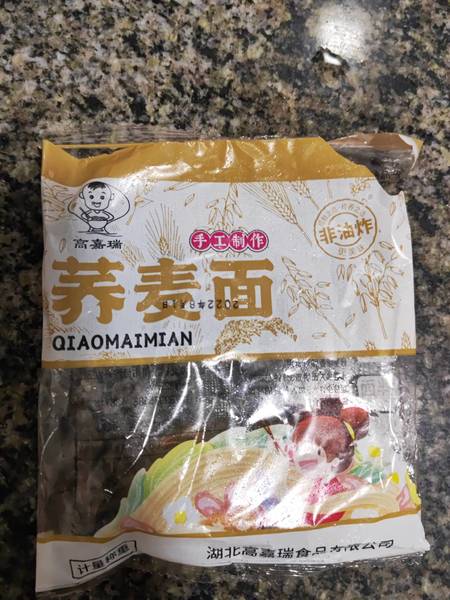 高嘉瑞
手工制作
非油炸
荞麦面
QIAOMAIMIAN
计量称重
湖北高嘉瑞食品有限公司